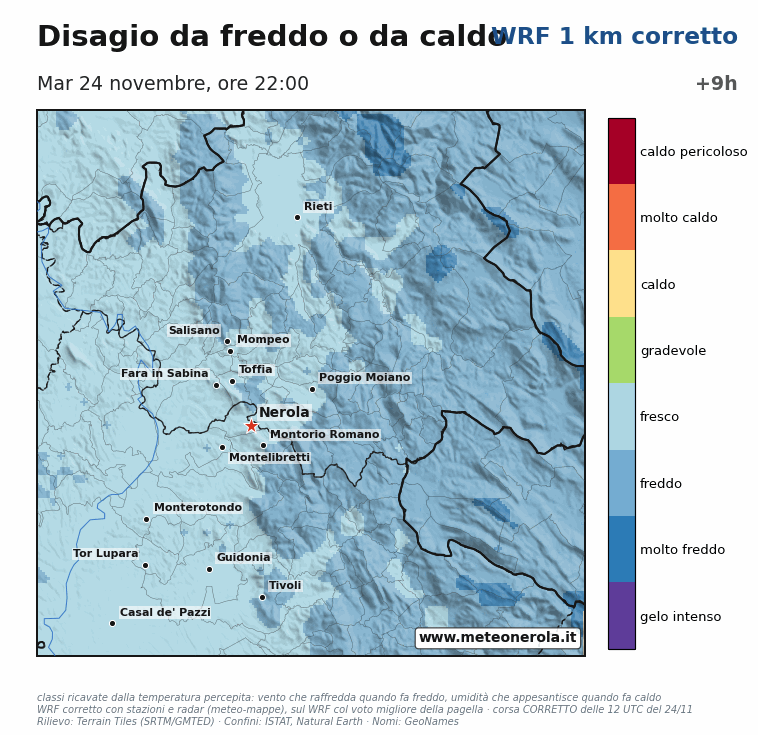 Disagio da freddo o da caldo
WRF 1 km corretto
Mar 24 novembre, ore 22:00
+9h
caldo pericoloso
molto caldo
caldo
gradevole
fresco
freddo
molto freddo
gelo intenso
Rieti
Salisano
Mompeo
Toffia
Fara in Sabina
Poggio Moiano
Nerola
Montorio Romano
Montelibretti
Monterotondo
Tor Lupara
Guidonia
Tivoli
Casal de' Pazzi
www.meteonerola.it
classi ricavate dalla temperatura percepita: vento che raffredda quando fa freddo, umidità che appesantisce quando fa caldo
WRF corretto con stazioni e radar (meteo-mappe), sul WRF col voto migliore della pagella · corsa CORRETTO delle 12 UTC del 24/11
Rilievo: Terrain Tiles (SRTM/GMTED) · Confini: ISTAT, Natural Earth · Nomi: GeoNames